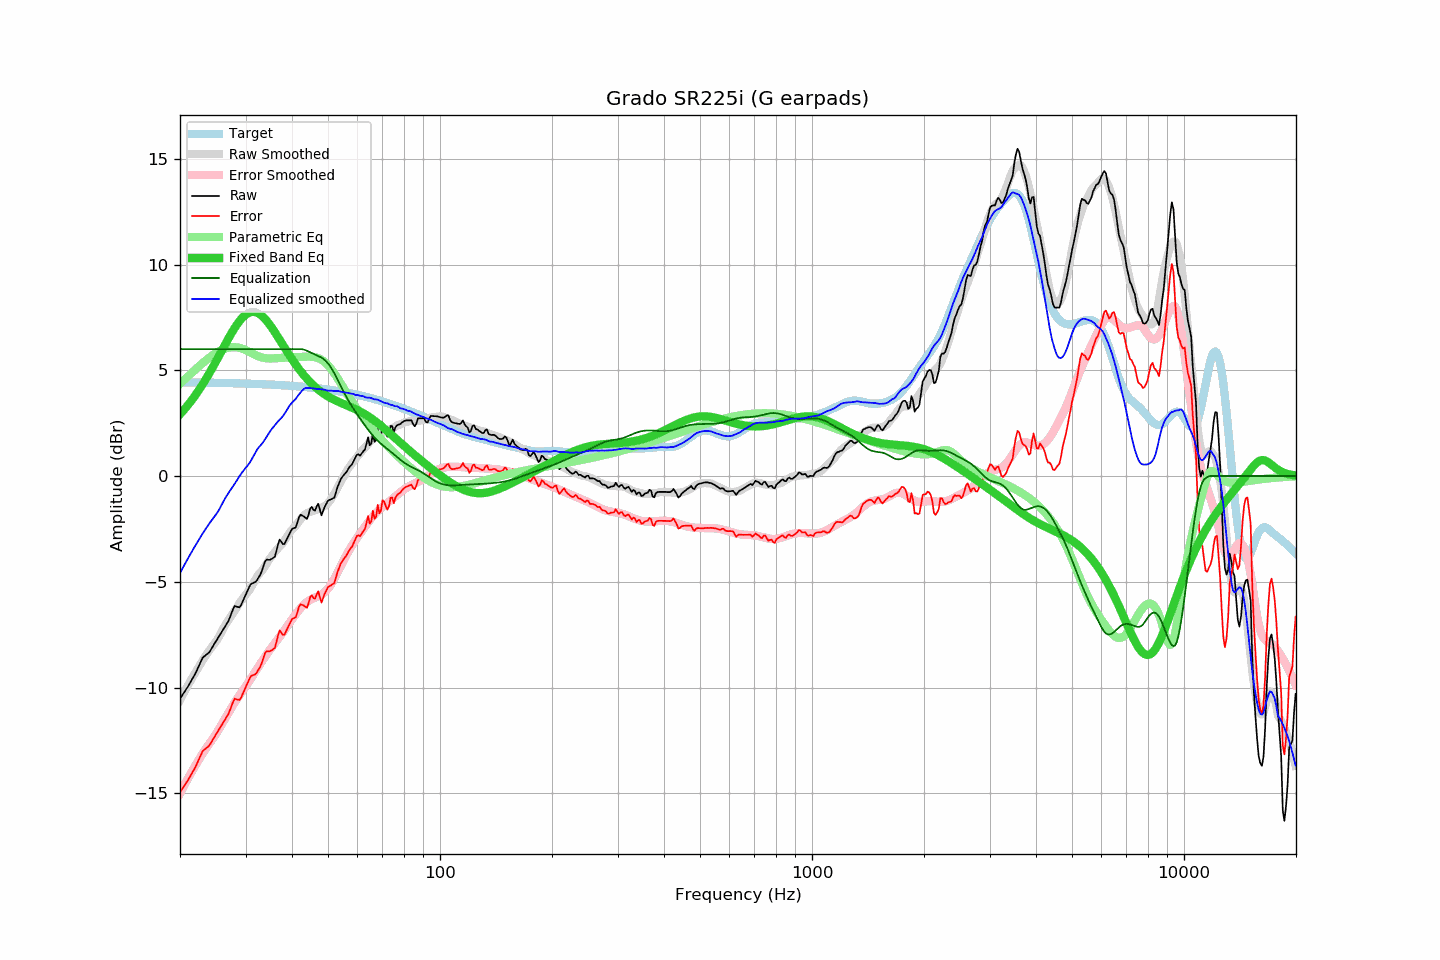 Grado SR225i (G earpads)
Target
Raw Smoothed
Error Smoothed
Raw
Error
Parametric Eq
Fixed Band Eq
Equalization
Equalized smoothed
15
10
5
0
−5
−10
−15
Amplitude (dBr)
100
1000
10000
Frequency (Hz)